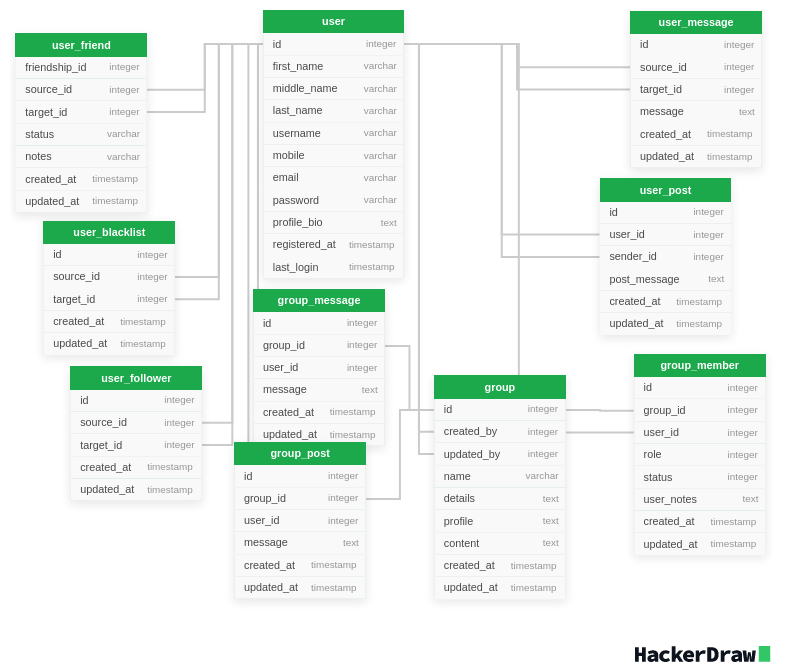 user_friend
friendship_id integer
source_id integer
target_id integer
status varchar
notes varchar
created_at timestamp
updated_at timestamp
user
id integer
first_name varchar
middle_name varchar
last_name varchar
username varchar
mobile varchar
email varchar
password varchar
profile_bio text
registered_at timestamp
last_login timestamp
user_message
id integer
source_id integer
target_id integer
message text
created_at timestamp
updated_at timestamp
user_post
id integer
user_id integer
sender_id integer
post_message text
created_at timestamp
updated_at timestamp
user_blacklist
id integer
source_id integer
target_id integer
created_at timestamp
updated_at timestamp
group_message
id integer
group_id integer
user_id integer
message text
created_at timestamp
updated_at timestamp
user_follower
id integer
source_id integer
target_id integer
created_at timestamp
updated_at timestamp
group_post
id integer
group_id integer
user_id integer
message text
created_at timestamp
updated_at timestamp
group
id integer
created_by integer
updated_by integer
name varchar
details text
profile text
content text
created_at timestamp
updated_at timestamp
group_member
id integer
group_id integer
user_id integer
role integer
status integer
user_notes text
created_at timestamp
updated_at timestamp
HackerDraw